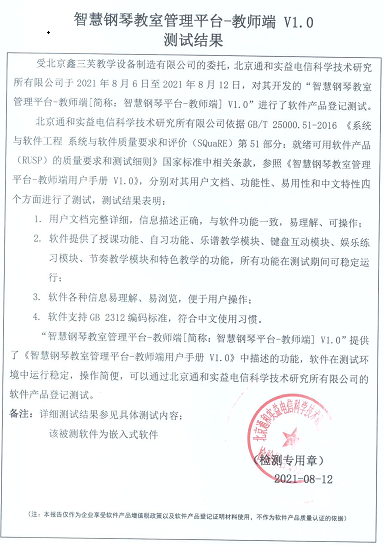 智慧钢琴教室管理平台-教师端 V1.0
测试结果
受北京鑫三芙教学设备制造有限公司的委托，北京通和实益电信科学技术研究
所有限公司于 2021 年 8 月 6 日至 2021 年 8 月 12 日，对其开发的“智慧钢琴教室
管理平台-教师端[简称：智慧钢琴教室管理平台-教师端] V1.0”进行了软件产品登记测试。
北京通和实益电信科学技术研究所有限公司依据 GB/T 25000.51-2016 《系统
与软件工程 系统与软件质量要求和评价（SQuaRE）第 51 部分：就绪可用软件产品
（RUSP）的质量要求和测试细则》国家标准中相关条款，参照《智慧钢琴教室管理
平台-教师端用户手册 V1.0》，分别对其用户文档、功能性、易用性和中文特性四
个方面进行了测试，测试结果表明：
1. 用户文档完整详细，信息描述正确，与软件功能一致，易理解、可操作；
2. 软件提供了授课功能、自习功能、乐谱教学模块、键盘互动模块、娱乐练
习模块、节奏教学模块和特色教学的功能，所有功能在测试期间可稳定运
行；
3. 软件各种信息易理解、易浏览，便于用户操作；
4. 软件支持 GB 2312 编码标准，符合中文使用习惯。
“智慧钢琴教室管理平台-教师端[简称：智慧钢琴教室管理平台-教师端] V1.0”提供
了《智慧钢琴教室管理平台-教师端用户手册 V1.0》中描述的功能，软件在测试环
境中运行稳定，操作简便，可以通过北京通和实益电信科学技术研究所有限公司的
软件产品登记测试。
备注：详细测试结果参见具体测试内容；
该被测软件为嵌入式软件
（检测专用章）
2021-08-12
（注：本报告仅作为企业享受软件产品增值税政策以及软件产品登记证明材料使用，不作为软件产品质量认证的依据）